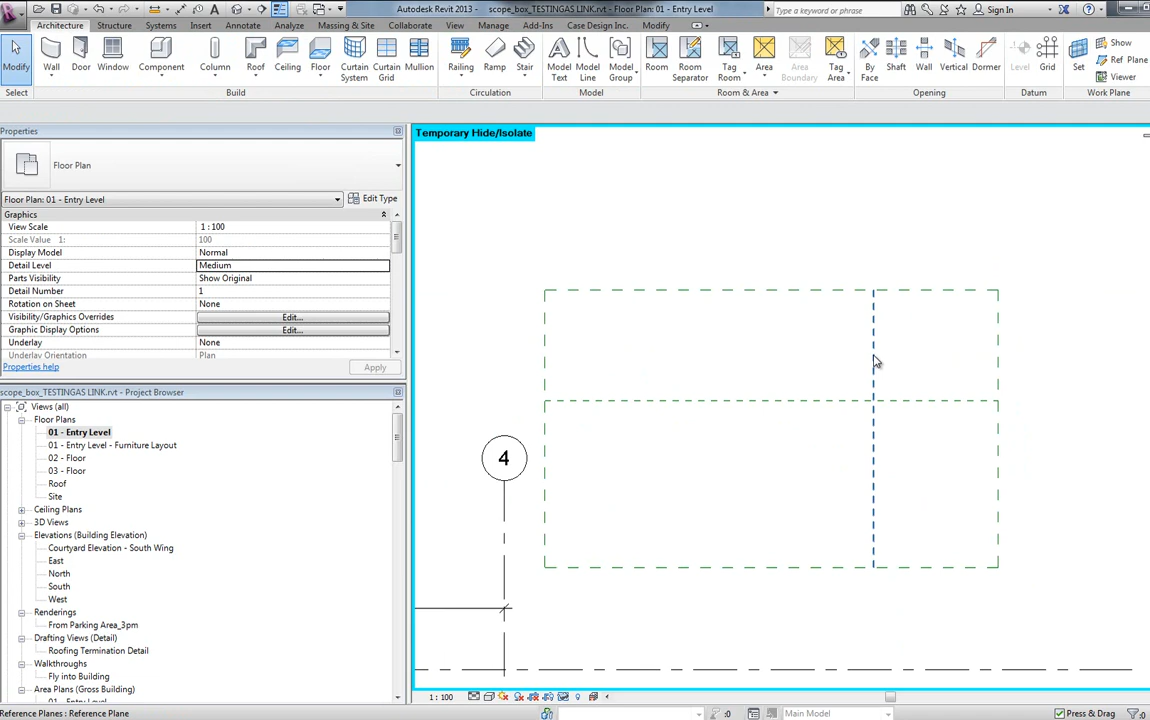 Autodesk Revit 2013 - scope_box_TESTINGAS LINK.rvt - Floor Plan: 01 - Entry Level
Type a keyword or phrase
Sign In
Architecture Structure Systems Insert Annotate Analyze Massing & Site Collaborate View Manage Add-Ins Case Design Inc. Modify
Modify Wall Door Window Component Column Roof Ceiling Floor Curtain System Curtain Grid Mullion Railing Ramp Stair Model Text Model Line Model Group Room Room Separator Tag Room Area Area Boundary Tag Area By Face Shaft Wall Vertical Dormer Level Grid Set Show Ref Plane Viewer
Select Build Circulation Model Room & Area Opening Datum Work Plane
Properties
Floor Plan
Floor Plan: 01 - Entry Level Edit Type
Graphics
View Scale 1 : 100
Scale Value 1: 100
Display Model Normal
Detail Level Medium
Parts Visibility Show Original
Detail Number 1
Rotation on Sheet None
Visibility/Graphics Overrides Edit...
Graphic Display Options Edit...
Underlay None
Underlay Orientation Plan
Properties help Apply
scope_box_TESTINGAS LINK.rvt - Project Browser
Views (all)
Floor Plans
01 - Entry Level
01 - Entry Level - Furniture Layout
02 - Floor
03 - Floor
Roof
Site
Ceiling Plans
3D Views
Elevations (Building Elevation)
Courtyard Elevation - South Wing
East
North
South
West
Renderings
From Parking Area_3pm
Drafting Views (Detail)
Roofing Termination Detail
Walkthroughs
Fly into Building
Area Plans (Gross Building)
01 - Entry Level
Temporary Hide/Isolate
4
1 : 100
Reference Planes : Reference Plane
:0
Main Model
Press & Drag
:0